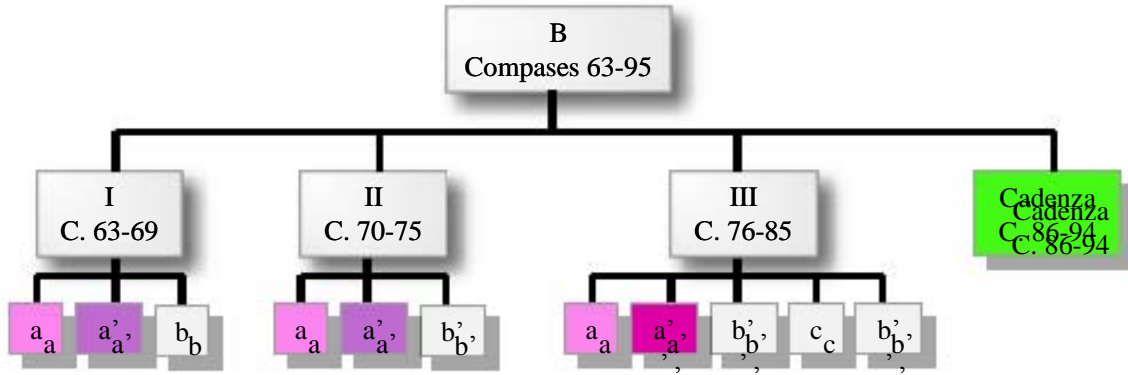 B
Compases 63-95
I
C. 63-69
II
C. 70-75
III
C. 76-85
Cadenza
C. 86-94
a a’ b
a a’ b’
a a’’ b’’ c b’’